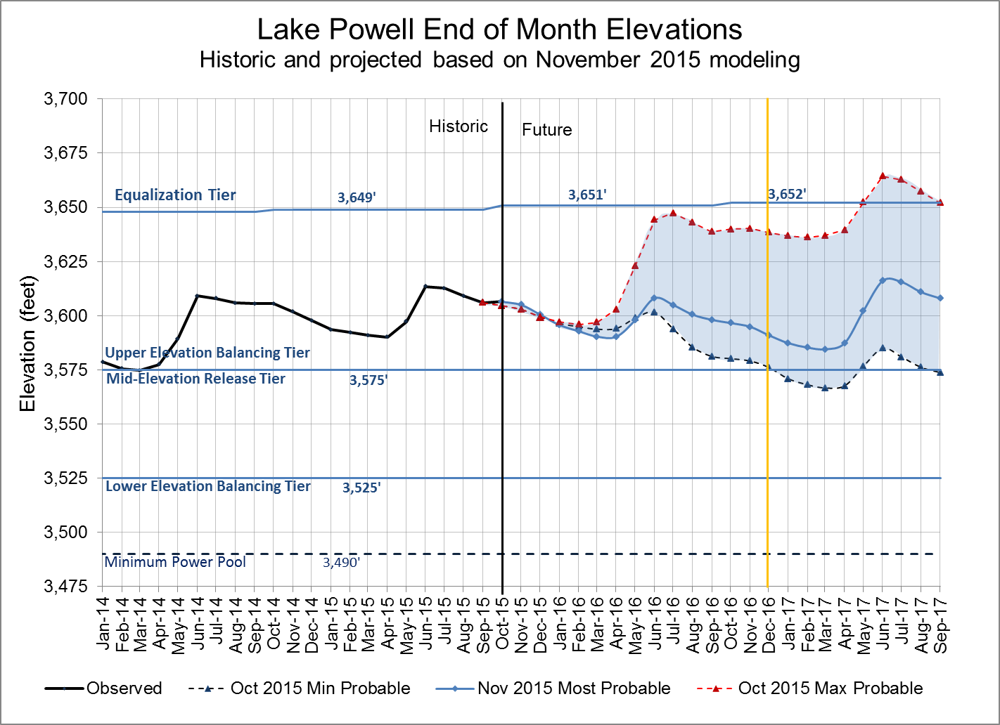 Lake Powell End of Month Elevations
Historic and projected based on November 2015 modeling
Elevation (feet)
3,700
3,675
3,650
3,625
3,600
3,575
3,550
3,525
3,500
3,475
Historic
Future
Equalization Tier
3,649'
3,651'
3,652'
Upper Elevation Balancing Tier
Mid-Elevation Release Tier
3,575'
Lower Elevation Balancing Tier
3,525'
Minimum Power Pool
3,490'
Jan-14
Feb-14
Mar-14
Apr-14
May-14
Jun-14
Jul-14
Aug-14
Sep-14
Oct-14
Nov-14
Dec-14
Jan-15
Feb-15
Mar-15
Apr-15
May-15
Jun-15
Jul-15
Aug-15
Sep-15
Oct-15
Nov-15
Dec-15
Jan-16
Feb-16
Mar-16
Apr-16
May-16
Jun-16
Jul-16
Aug-16
Sep-16
Oct-16
Nov-16
Dec-16
Jan-17
Feb-17
Mar-17
Apr-17
May-17
Jun-17
Jul-17
Aug-17
Sep-17
Observed
Oct 2015 Min Probable
Nov 2015 Most Probable
Oct 2015 Max Probable